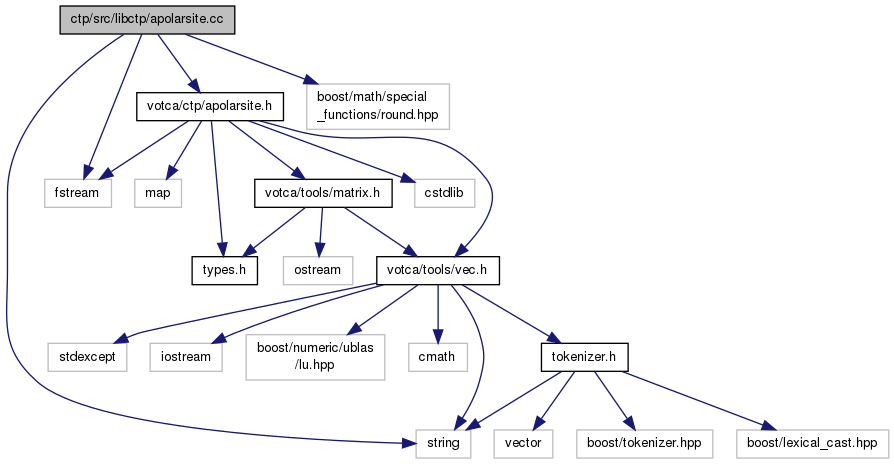 ctp/src/libctp/apolarsite.cc
votca/ctp/apolarsite.h
boost/math/special
_functions/round.hpp
fstream
map
votca/tools/matrix.h
cstdlib
types.h
ostream
votca/tools/vec.h
stdexcept
iostream
boost/numeric/ublas
/lu.hpp
cmath
tokenizer.h
string
vector
boost/tokenizer.hpp
boost/lexical_cast.hpp